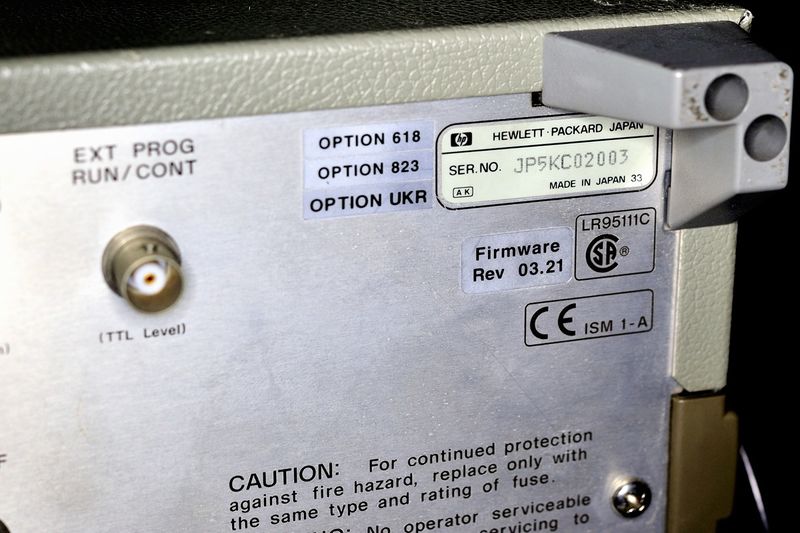 EXT PROG
RUN/CONT
(TTL Level)
OPTION 618
OPTION 823
OPTION UKR
hp HEWLETT·PACKARD JAPAN
SER.NO. JP5KC02003
AK MADE IN JAPAN 33
Firmware
Rev 03.21
LR95111C
SA ®
CE ISM 1-A
CAUTION: For continued protection
against fire hazard, replace only with
the same type and rating of fuse.
No operator serviceable
servicing to